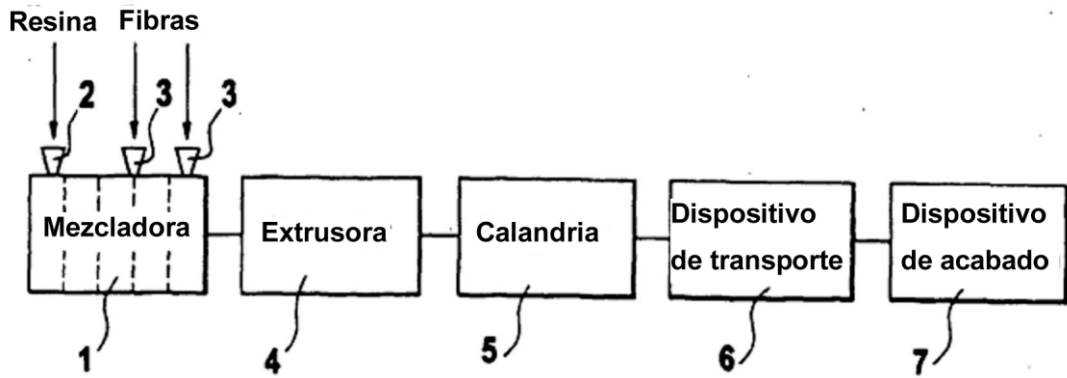 Resina Fibras
2 3 3
Mezcladora
Extrusora
Calandria
Dispositivo
de transporte
Dispositivo
de acabado
1 4 5 6 7